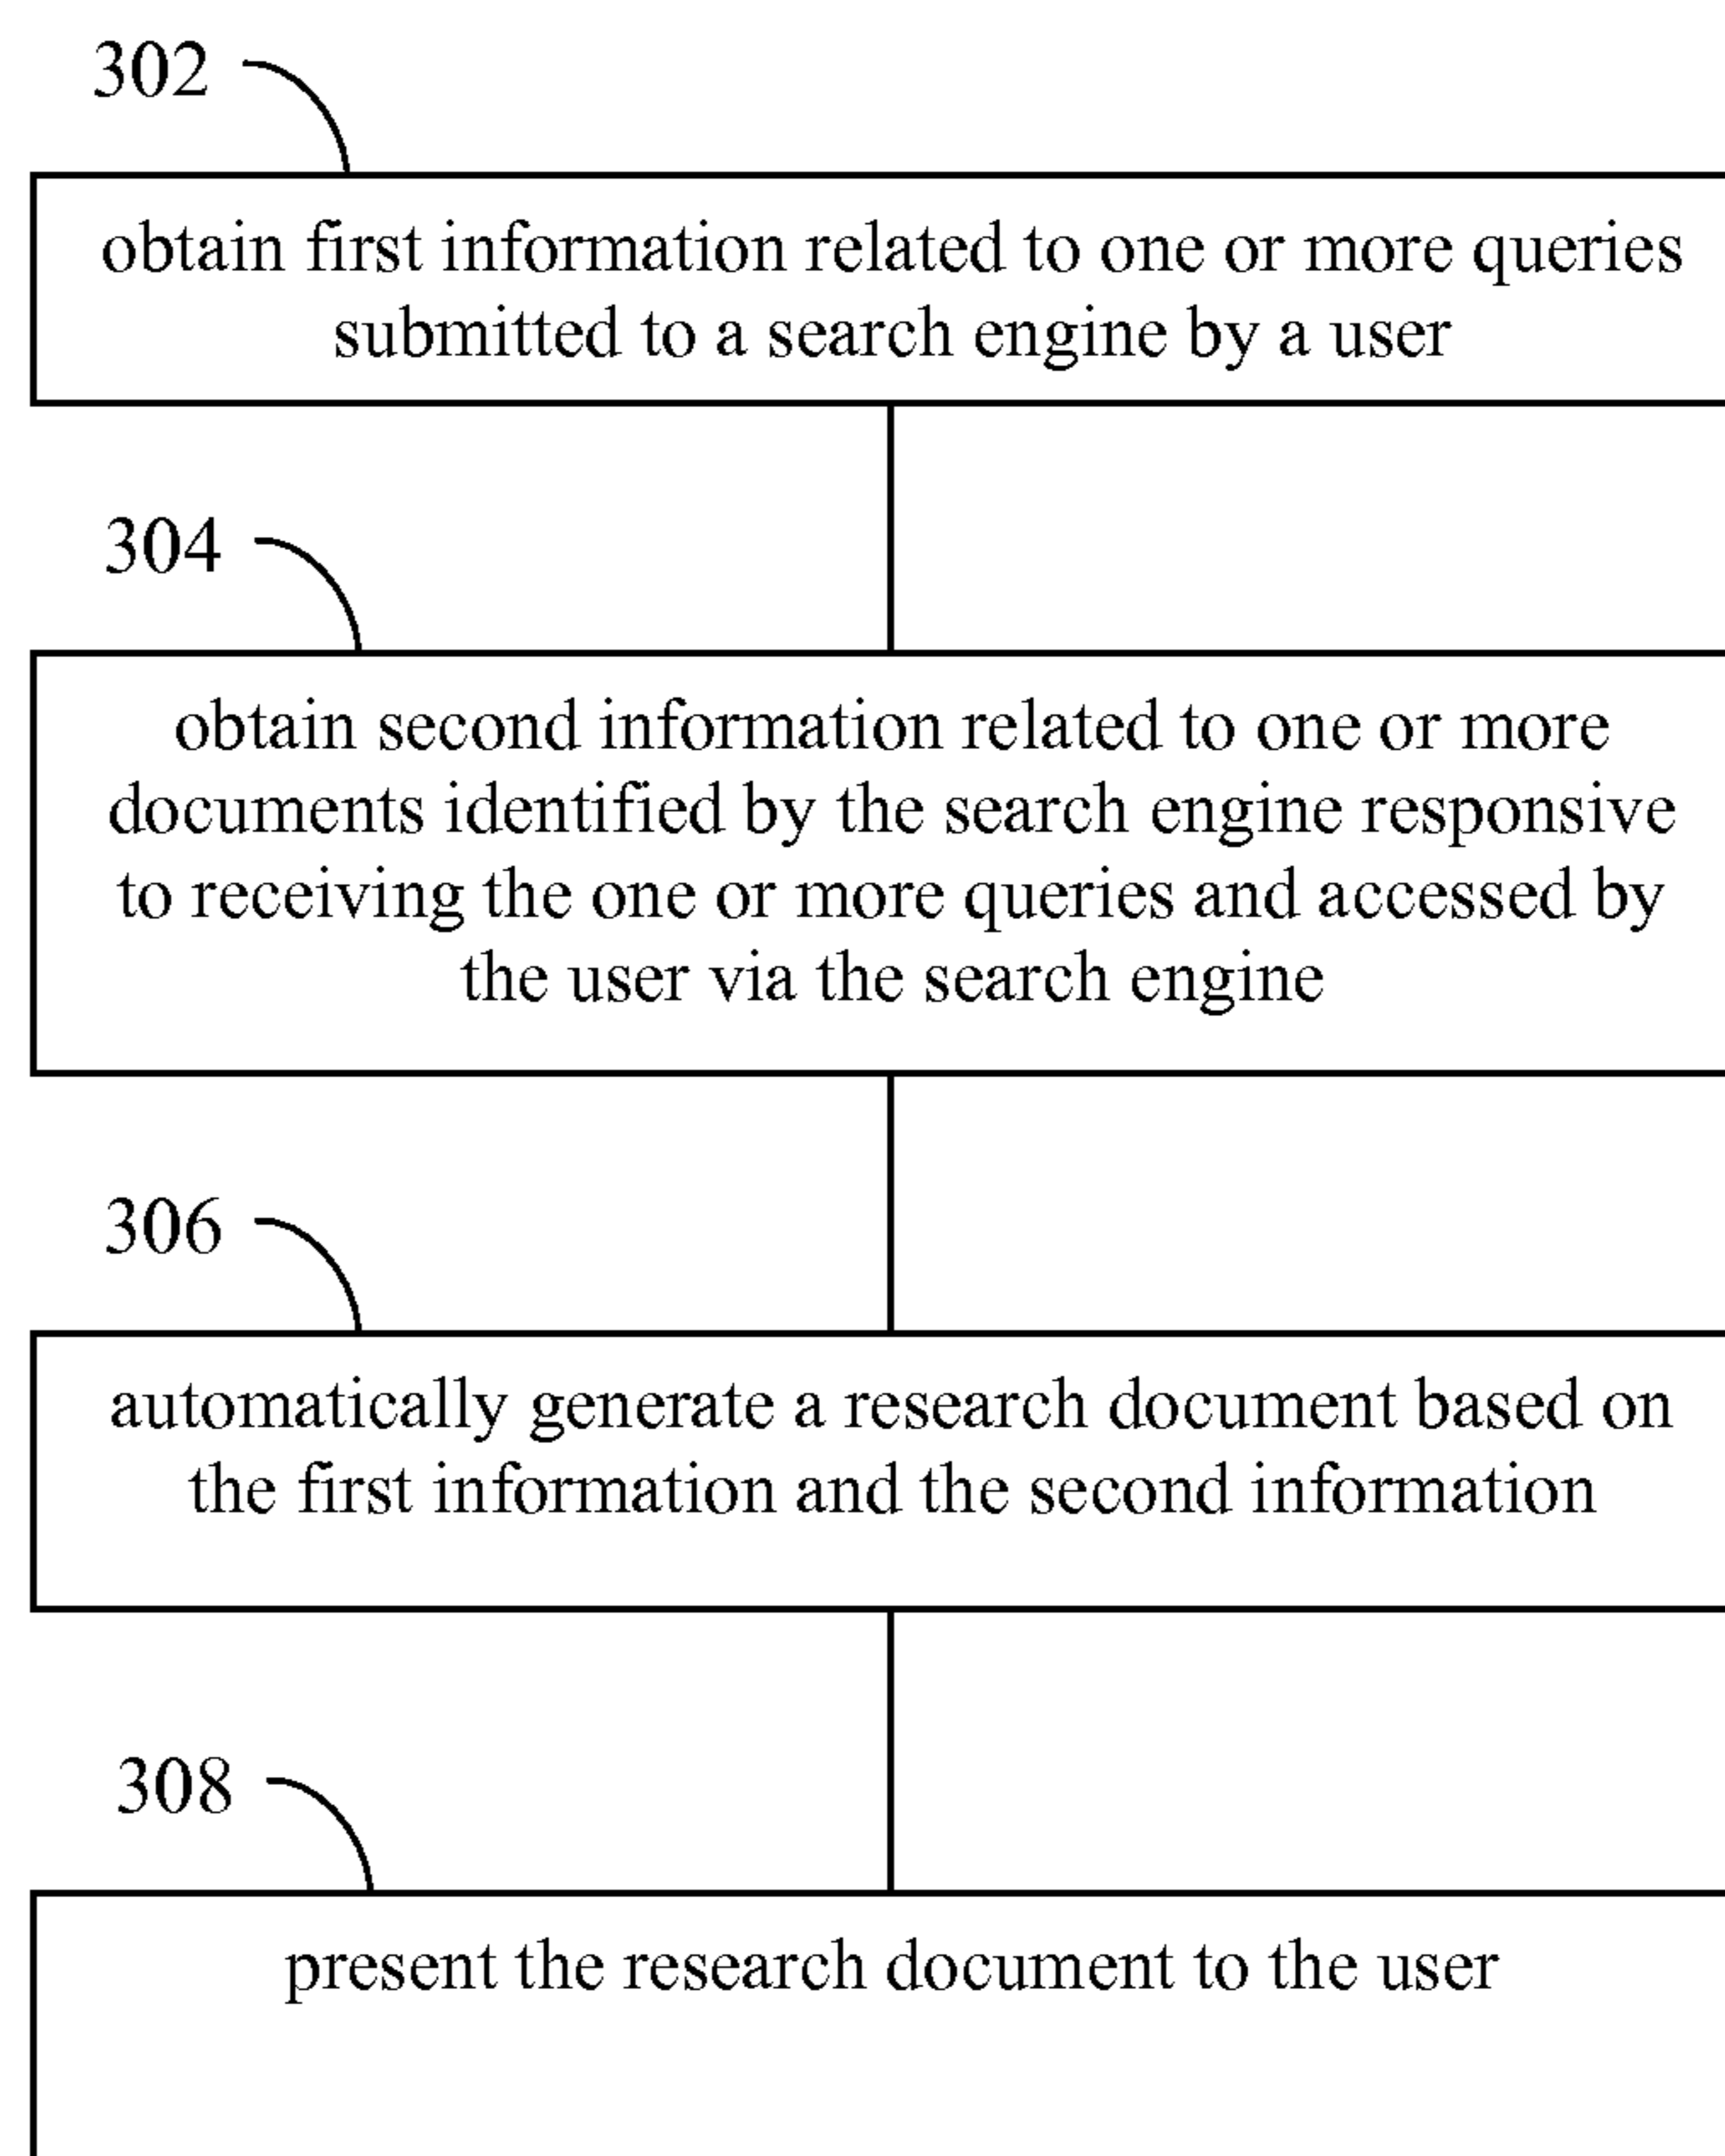 302
obtain first information related to one or more queries
submitted to a search engine by a user
304
obtain second information related to one or more
documents identified by the search engine responsive
to receiving the one or more queries and accessed by
the user via the search engine
306
automatically generate a research document based on
the first information and the second information
308
present the research document to the user